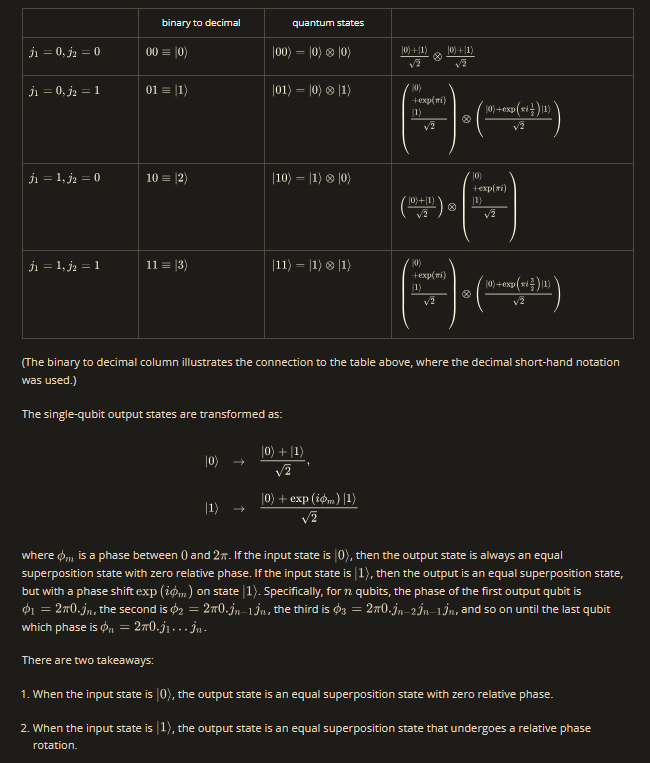 binary to decimal quantum states
j₁ = 0, j₂ = 0 00 ≡ |0⟩ |00⟩ = |0⟩ ⊗ |0⟩ (|0⟩+|1⟩)/√2 ⊗ (|0⟩+|1⟩)/√2
j₁ = 0, j₂ = 1 01 ≡ |1⟩ |01⟩ = |0⟩ ⊗ |1⟩ ((|0⟩+exp(πi)|1⟩)/√2) ⊗ ((|0⟩+exp(πi 1/2)|1⟩)/√2)
j₁ = 1, j₂ = 0 10 ≡ |2⟩ |10⟩ = |1⟩ ⊗ |0⟩ ((|0⟩+|1⟩)/√2) ⊗ ((|0⟩+exp(πi)|1⟩)/√2)
j₁ = 1, j₂ = 1 11 ≡ |3⟩ |11⟩ = |1⟩ ⊗ |1⟩ ((|0⟩+exp(πi)|1⟩)/√2) ⊗ ((|0⟩+exp(πi 3/2)|1⟩)/√2)
(The binary to decimal column illustrates the connection to the table above, where the decimal short-hand notation
was used.)
The single-qubit output states are transformed as:
|0⟩ → (|0⟩ + |1⟩)/√2,
|1⟩ → (|0⟩ + exp (iϕₘ) |1⟩)/√2
where ϕₘ is a phase between 0 and 2π. If the input state is |0⟩, then the output state is always an equal
superposition state with zero relative phase. If the input state is |1⟩, then the output is an equal superposition state,
but with a phase shift exp (iϕₘ) on state |1⟩. Specifically, for n qubits, the phase of the first output qubit is
ϕ₁ = 2π0.jₙ, the second is ϕ₂ = 2π0.jₙ₋₁jₙ, the third is ϕ₃ = 2π0.jₙ₋₂jₙ₋₁jₙ, and so on until the last qubit
which phase is ϕₙ = 2π0.j₁ . . . jₙ.
There are two takeaways:
1. When the input state is |0⟩, the output state is an equal superposition state with zero relative phase.
2. When the input state is |1⟩, the output state is an equal superposition state that undergoes a relative phase
rotation.